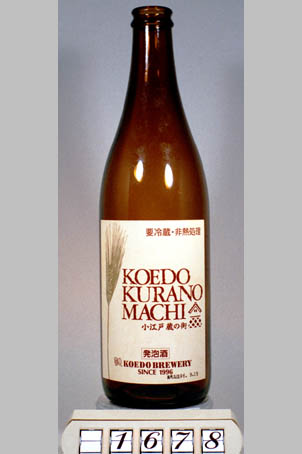 要冷蔵・非熱処理
KOEDO
KURANO
MACHI
小江戸蔵の街
発泡酒
KOEDO BREWERY
SINCE 1996
1678